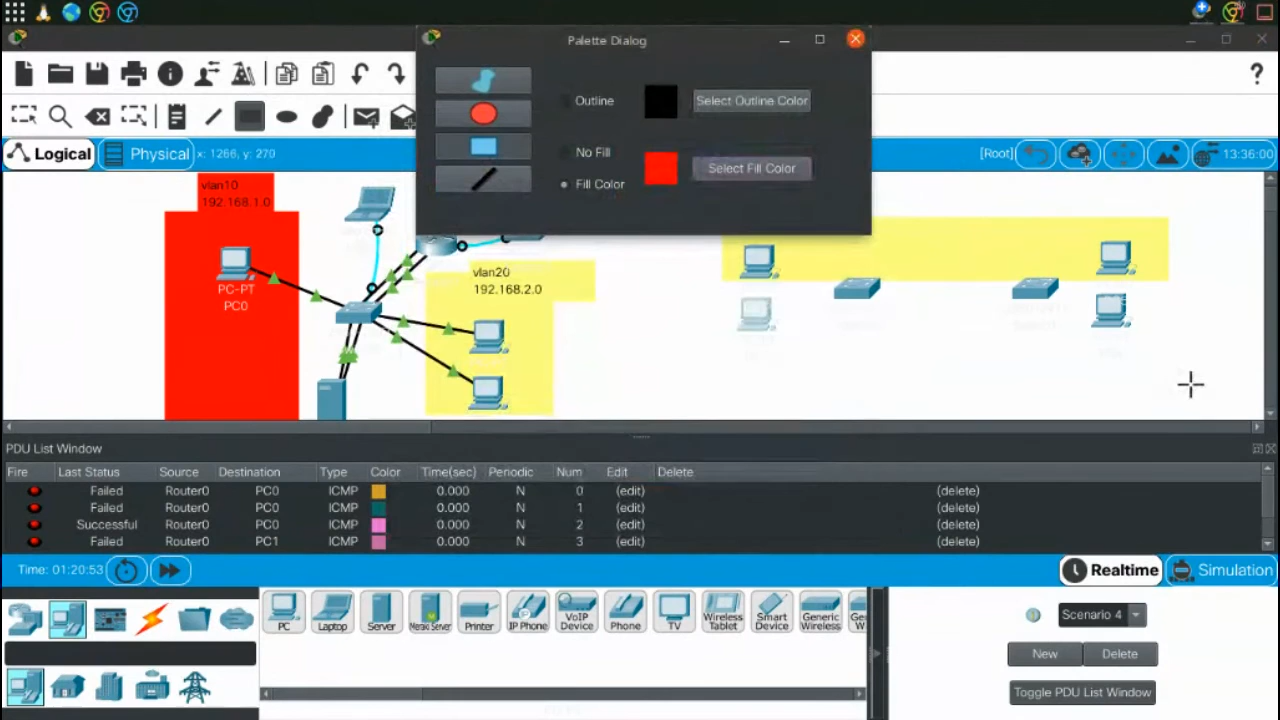 Palette Dialog
Outline
Select Outline Color
No Fill
Fill Color
Select Fill Color
?
Logical
Physical
x: 1266, y: 270
[Root]
13:36:00
vlan10
192.168.1.0
PC-PT
PC0
vlan20
192.168.2.0
PDU List Window
Fire Last Status Source Destination Type Color Time(sec) Periodic Num Edit Delete
Failed Router0 PC0 ICMP 0.000 N 0 (edit) (delete)
Failed Router0 PC0 ICMP 0.000 N 1 (edit) (delete)
Successful Router0 PC0 ICMP 0.000 N 2 (edit) (delete)
Failed Router0 PC1 ICMP 0.000 N 3 (edit) (delete)
Time: 01:20:53
Realtime
Simulation
PC
Laptop
Server
Meraki Server
Printer
IP Phone
VoIP
Device
Phone
TV
Wireless
Tablet
Smart
Device
Generic
Wireless
Scenario 4
New
Delete
Toggle PDU List Window